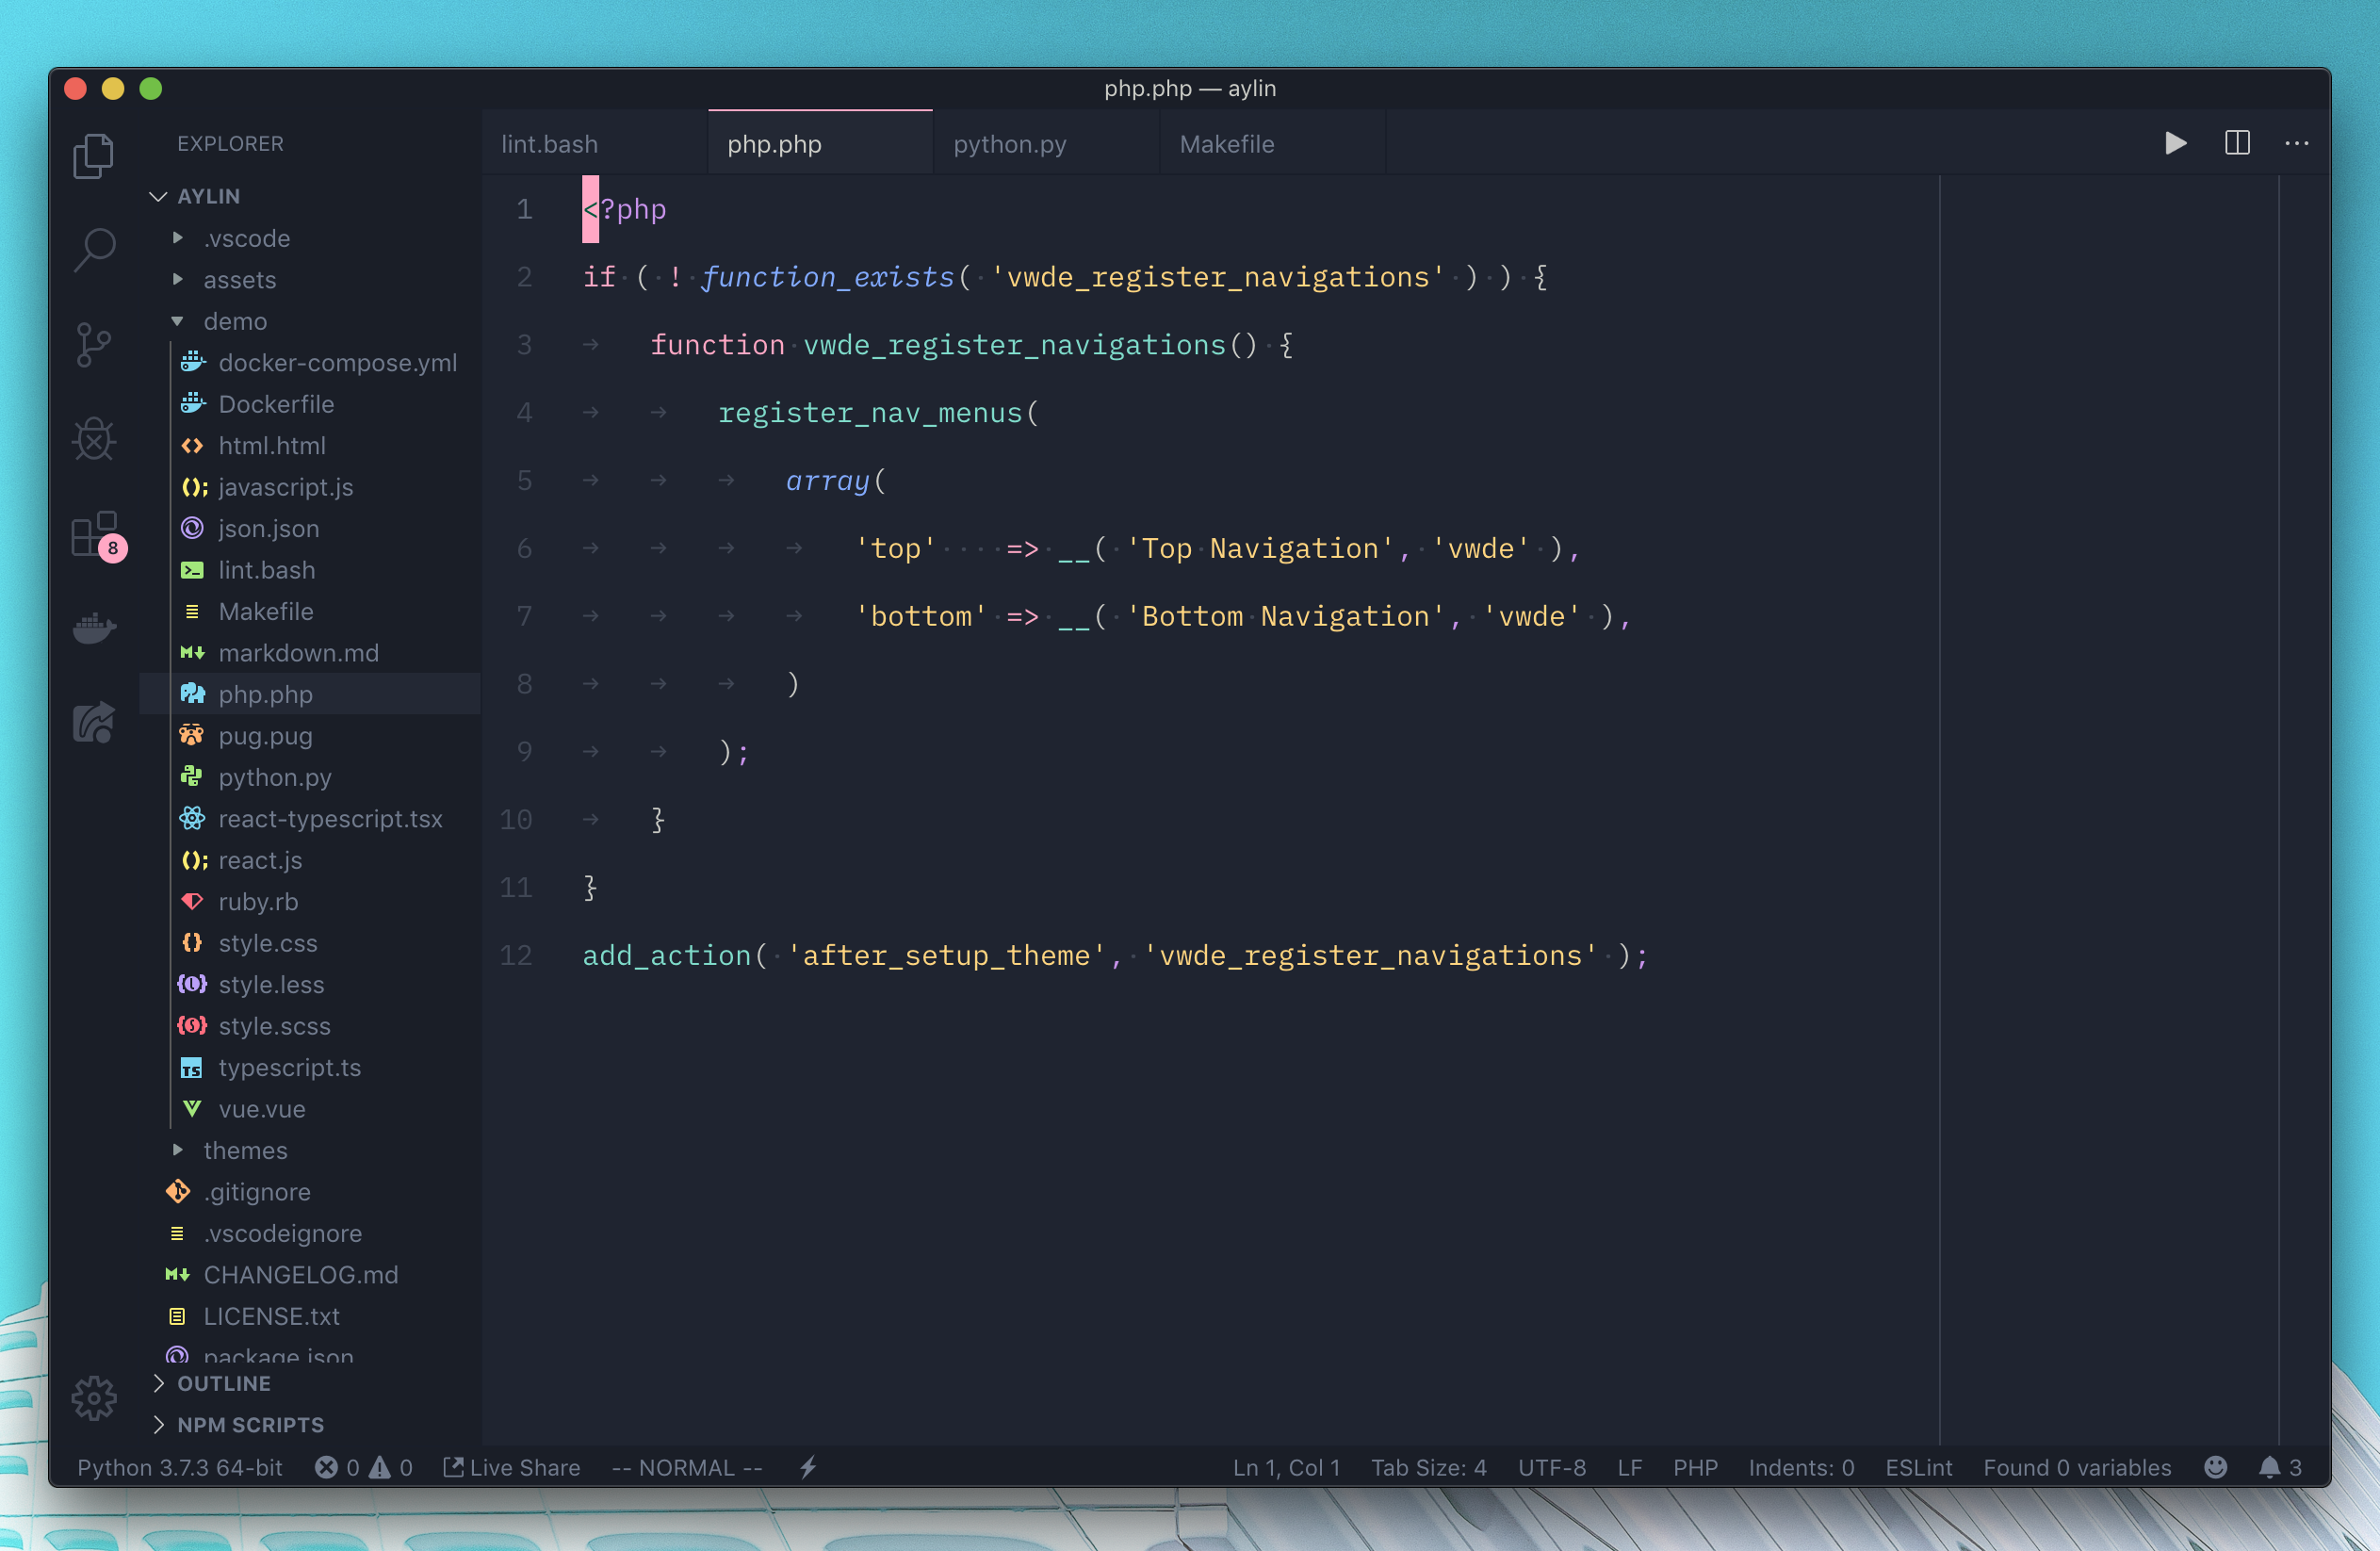 php.php — aylin
EXPLORER
AYLIN
.vscode
assets
demo
docker-compose.yml
Dockerfile
html.html
javascript.js
json.json
lint.bash
Makefile
markdown.md
php.php
pug.pug
python.py
react-typescript.tsx
react.js
ruby.rb
style.css
style.less
style.scss
typescript.ts
vue.vue
themes
.gitignore
.vscodeignore
CHANGELOG.md
LICENSE.txt
package.json
OUTLINE
NPM SCRIPTS
8
lint.bash php.php python.py Makefile
1 <?php
2 if ( ! function_exists( 'vwde_register_navigations' ) ) {
3 function vwde_register_navigations() {
4 register_nav_menus(
5 array(
6 'top'    => __( 'Top Navigation', 'vwde' ),
7 'bottom' => __( 'Bottom Navigation', 'vwde' ),
8 )
9 );
10 }
11 }
12 add_action( 'after_setup_theme', 'vwde_register_navigations' );
Python 3.7.3 64-bit 0 0 Live Share -- NORMAL -- Ln 1, Col 1 Tab Size: 4 UTF-8 LF PHP Indents: 0 ESLint Found 0 variables 3